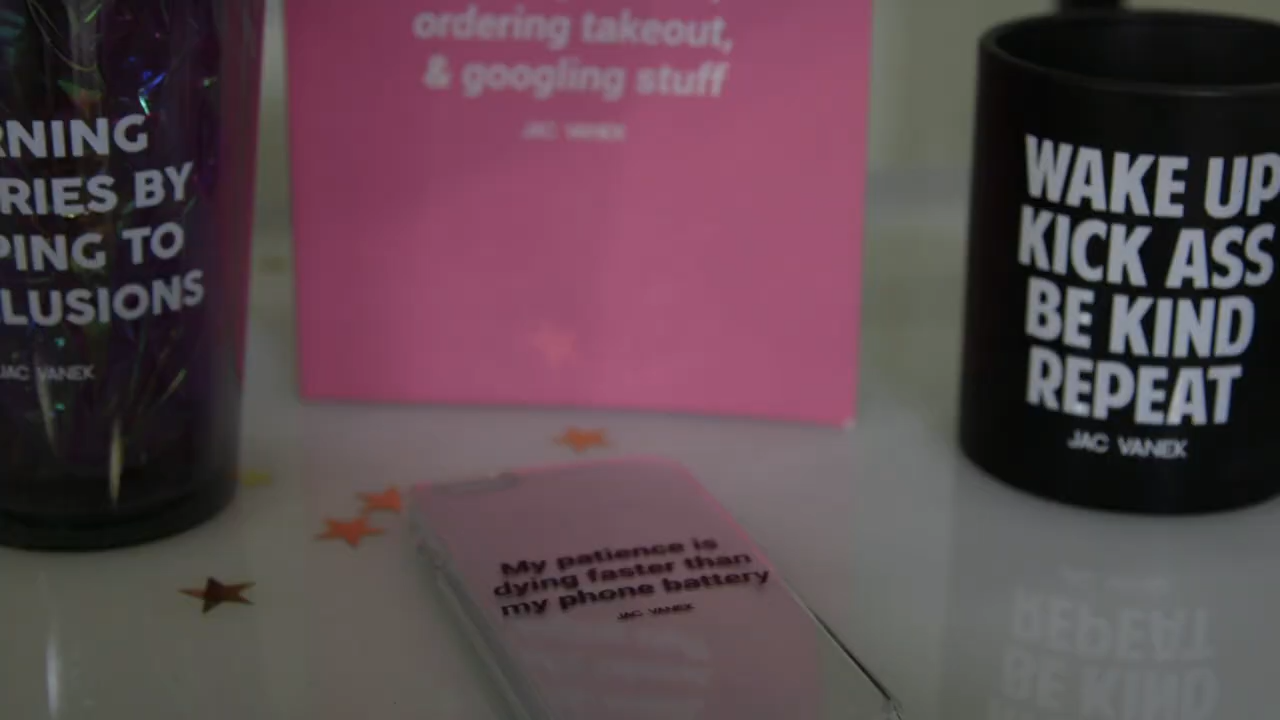 RNING
RIES BY
PING TO
LUSIONS
JAC VANEK
ordering takeout,
& googling stuff
JAC VANEK
WAKE UP
KICK ASS
BE KIND
REPEAT
JAC VANEK
My patience is
dying faster than
my phone battery
JAC VANEK